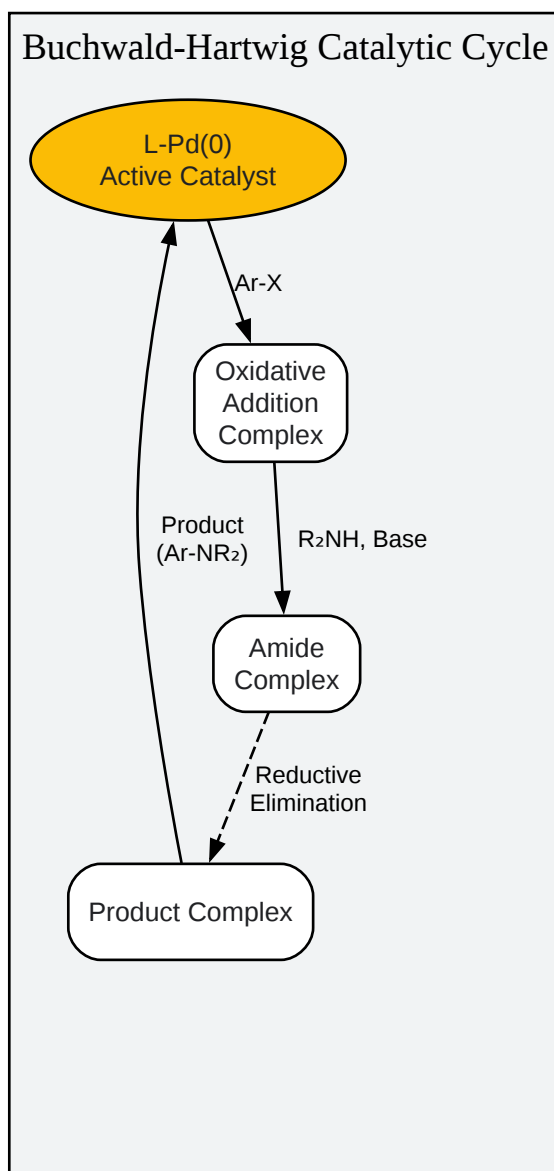 Buchwald-Hartwig Catalytic Cycle
L-Pd(0)
Active Catalyst
Ar-X
Oxidative
Addition
Complex
Product
(Ar-NR₂)
R₂NH, Base
Amide
Complex
Reductive
Elimination
Product Complex